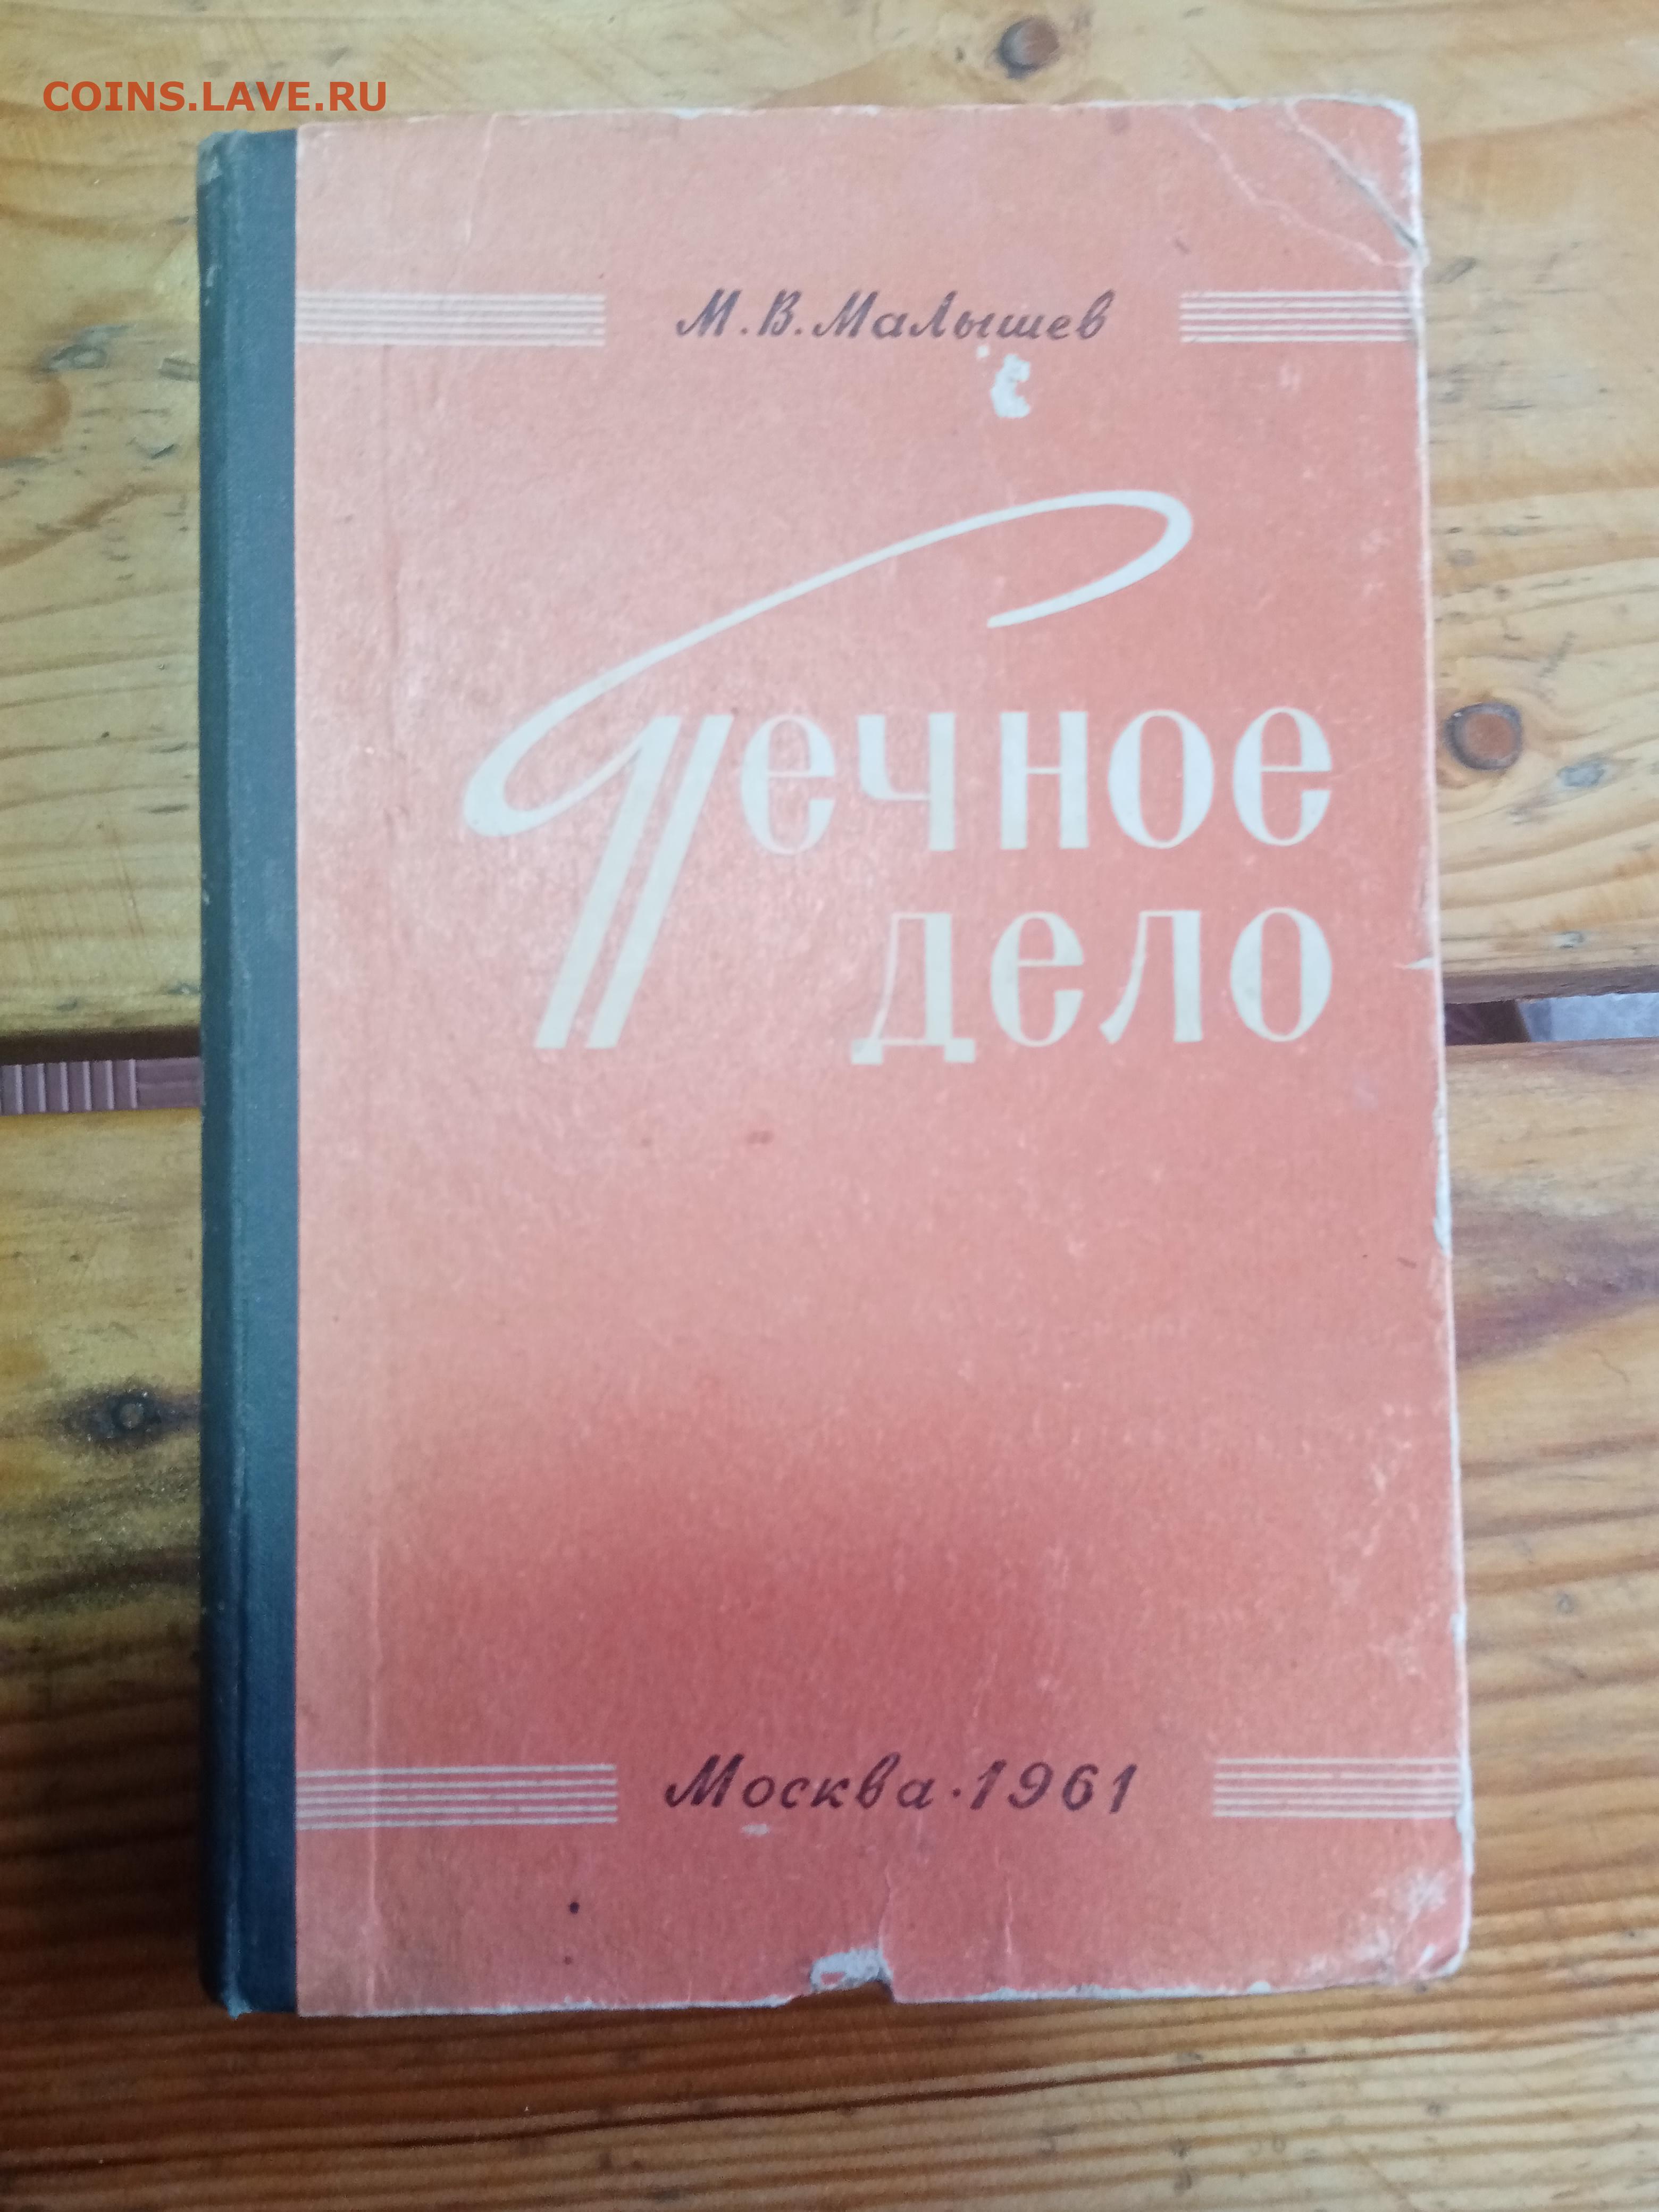 COINS.LAVE.RU
М.В.Малышев
Печное
дело
Москва·1961